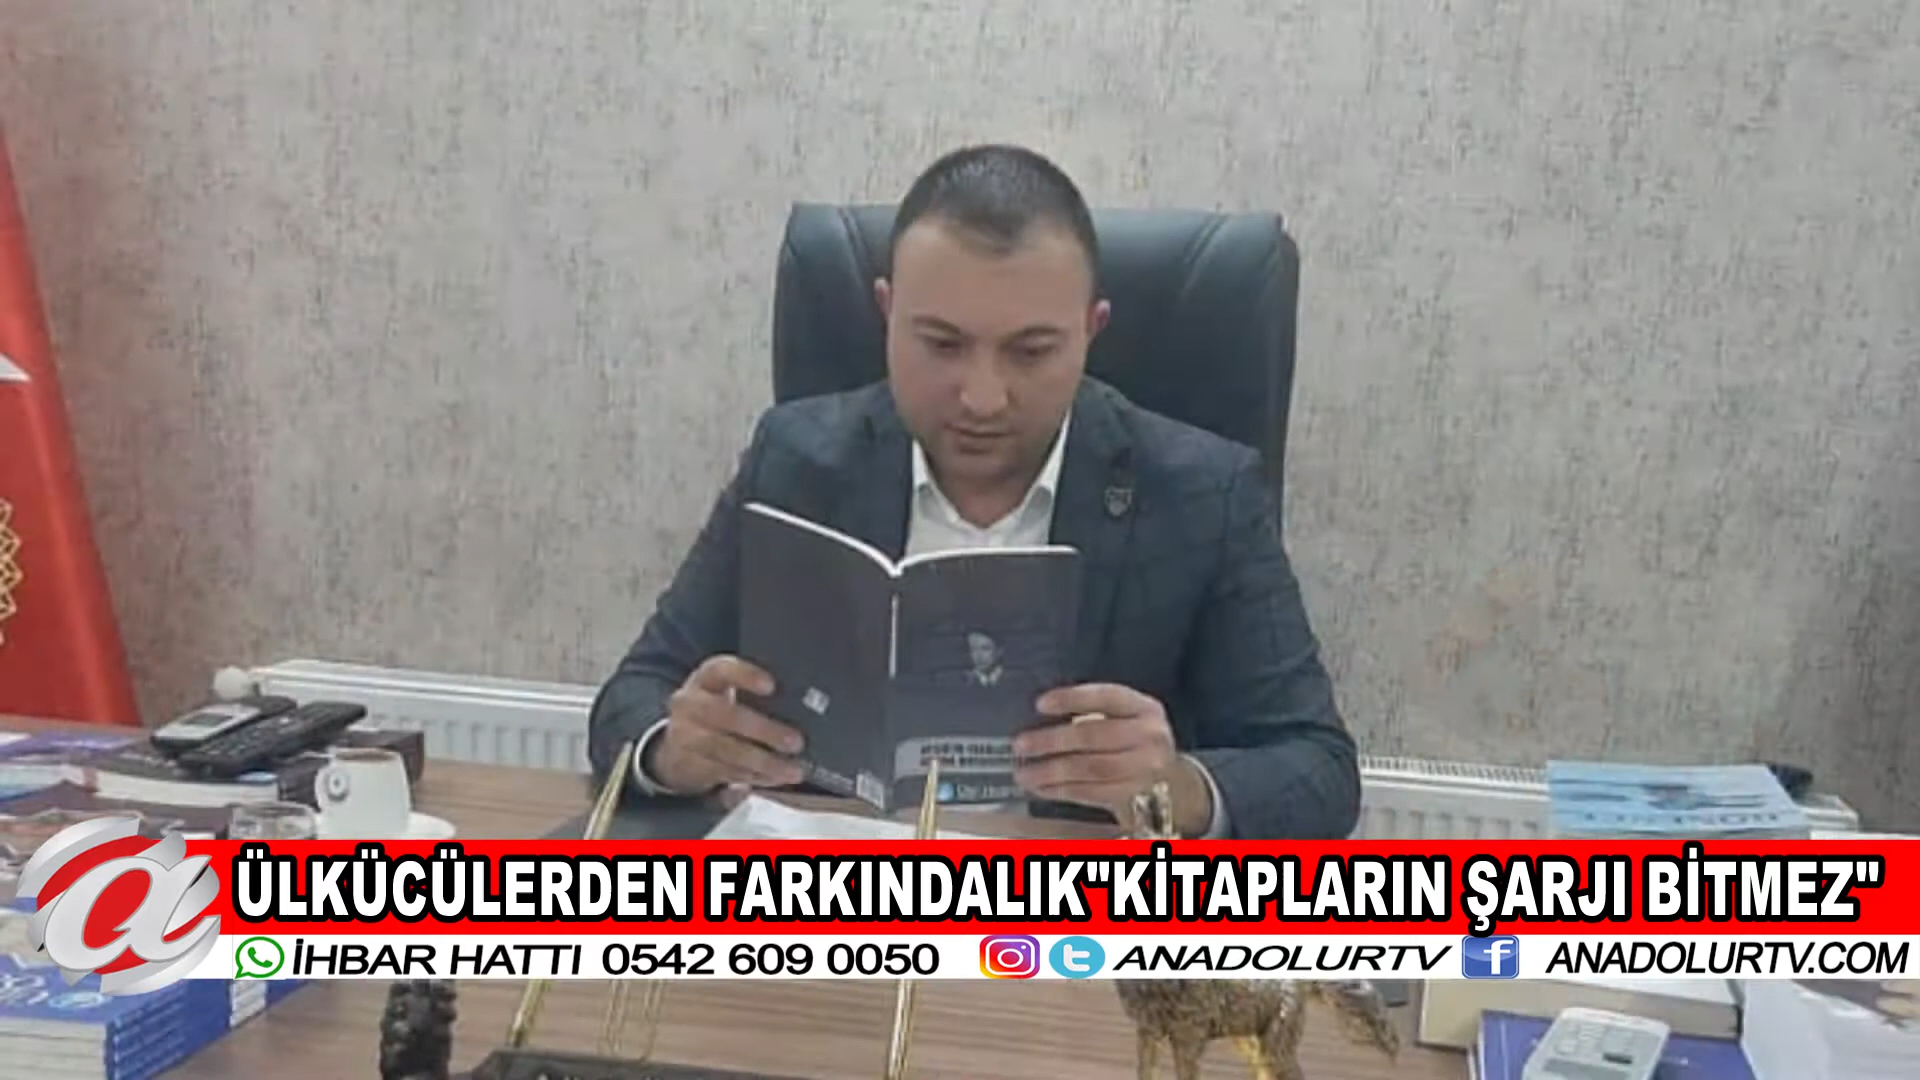 ÜLKÜCÜLERDEN FARKINDALIK"KİTAPLARIN ŞARJI BİTMEZ"
İHBAR HATTI 0542 609 0050 ANADOLURTV ANADOLURTV.COM